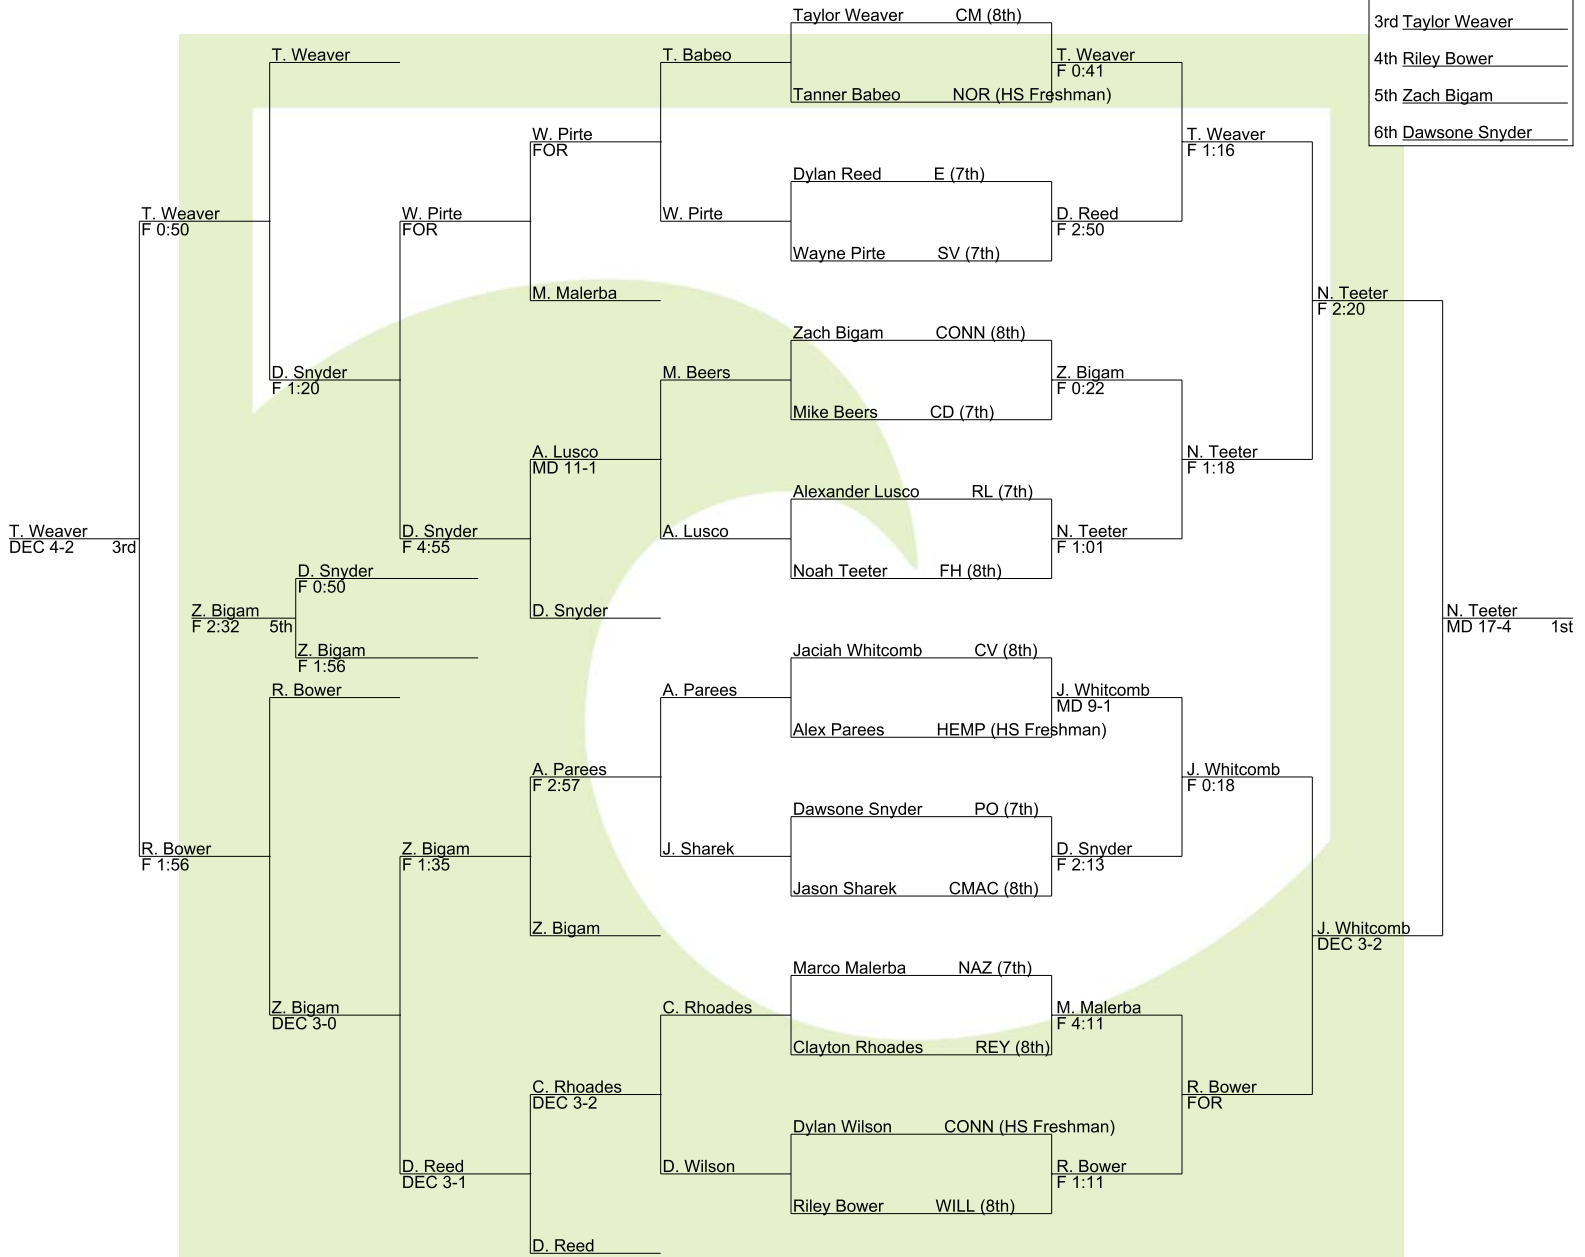 Taylor Weaver CM (8th)
3rd Taylor Weaver
T. Weaver
T. Babeo
T. Weaver
F 0:41
4th Riley Bower
Tanner Babeo NOR (HS Freshman)
5th Zach Bigam
W. Pirte
FOR
T. Weaver
F 1:16
6th Dawsone Snyder
Dylan Reed E (7th)
T. Weaver
F 0:50
W. Pirte
FOR
W. Pirte
D. Reed
F 2:50
Wayne Pirte SV (7th)
M. Malerba
N. Teeter
F 2:20
Zach Bigam CONN (8th)
D. Snyder
F 1:20
M. Beers
Z. Bigam
F 0:22
Mike Beers CD (7th)
A. Lusco
MD 11-1
N. Teeter
F 1:18
Alexander Lusco RL (7th)
T. Weaver
DEC 4-2 3rd
D. Snyder
F 4:55
A. Lusco
N. Teeter
F 1:01
D. Snyder
F 0:50
Noah Teeter FH (8th)
Z. Bigam
F 2:32 5th
D. Snyder
N. Teeter
MD 17-4 1st
Z. Bigam
F 1:56
Jaciah Whitcomb CV (8th)
R. Bower
A. Parees
J. Whitcomb
MD 9-1
Alex Parees HEMP (HS Freshman)
A. Parees
F 2:57
J. Whitcomb
F 0:18
Dawsone Snyder PO (7th)
R. Bower
F 1:56
Z. Bigam
F 1:35
J. Sharek
D. Snyder
F 2:13
Jason Sharek CMAC (8th)
Z. Bigam
J. Whitcomb
DEC 3-2
Marco Malerba NAZ (7th)
Z. Bigam
DEC 3-0
C. Rhoades
M. Malerba
F 4:11
Clayton Rhoades REY (8th)
C. Rhoades
DEC 3-2
R. Bower
FOR
Dylan Wilson CONN (HS Freshman)
D. Reed
DEC 3-1
D. Wilson
R. Bower
F 1:11
Riley Bower WILL (8th)
D. Reed